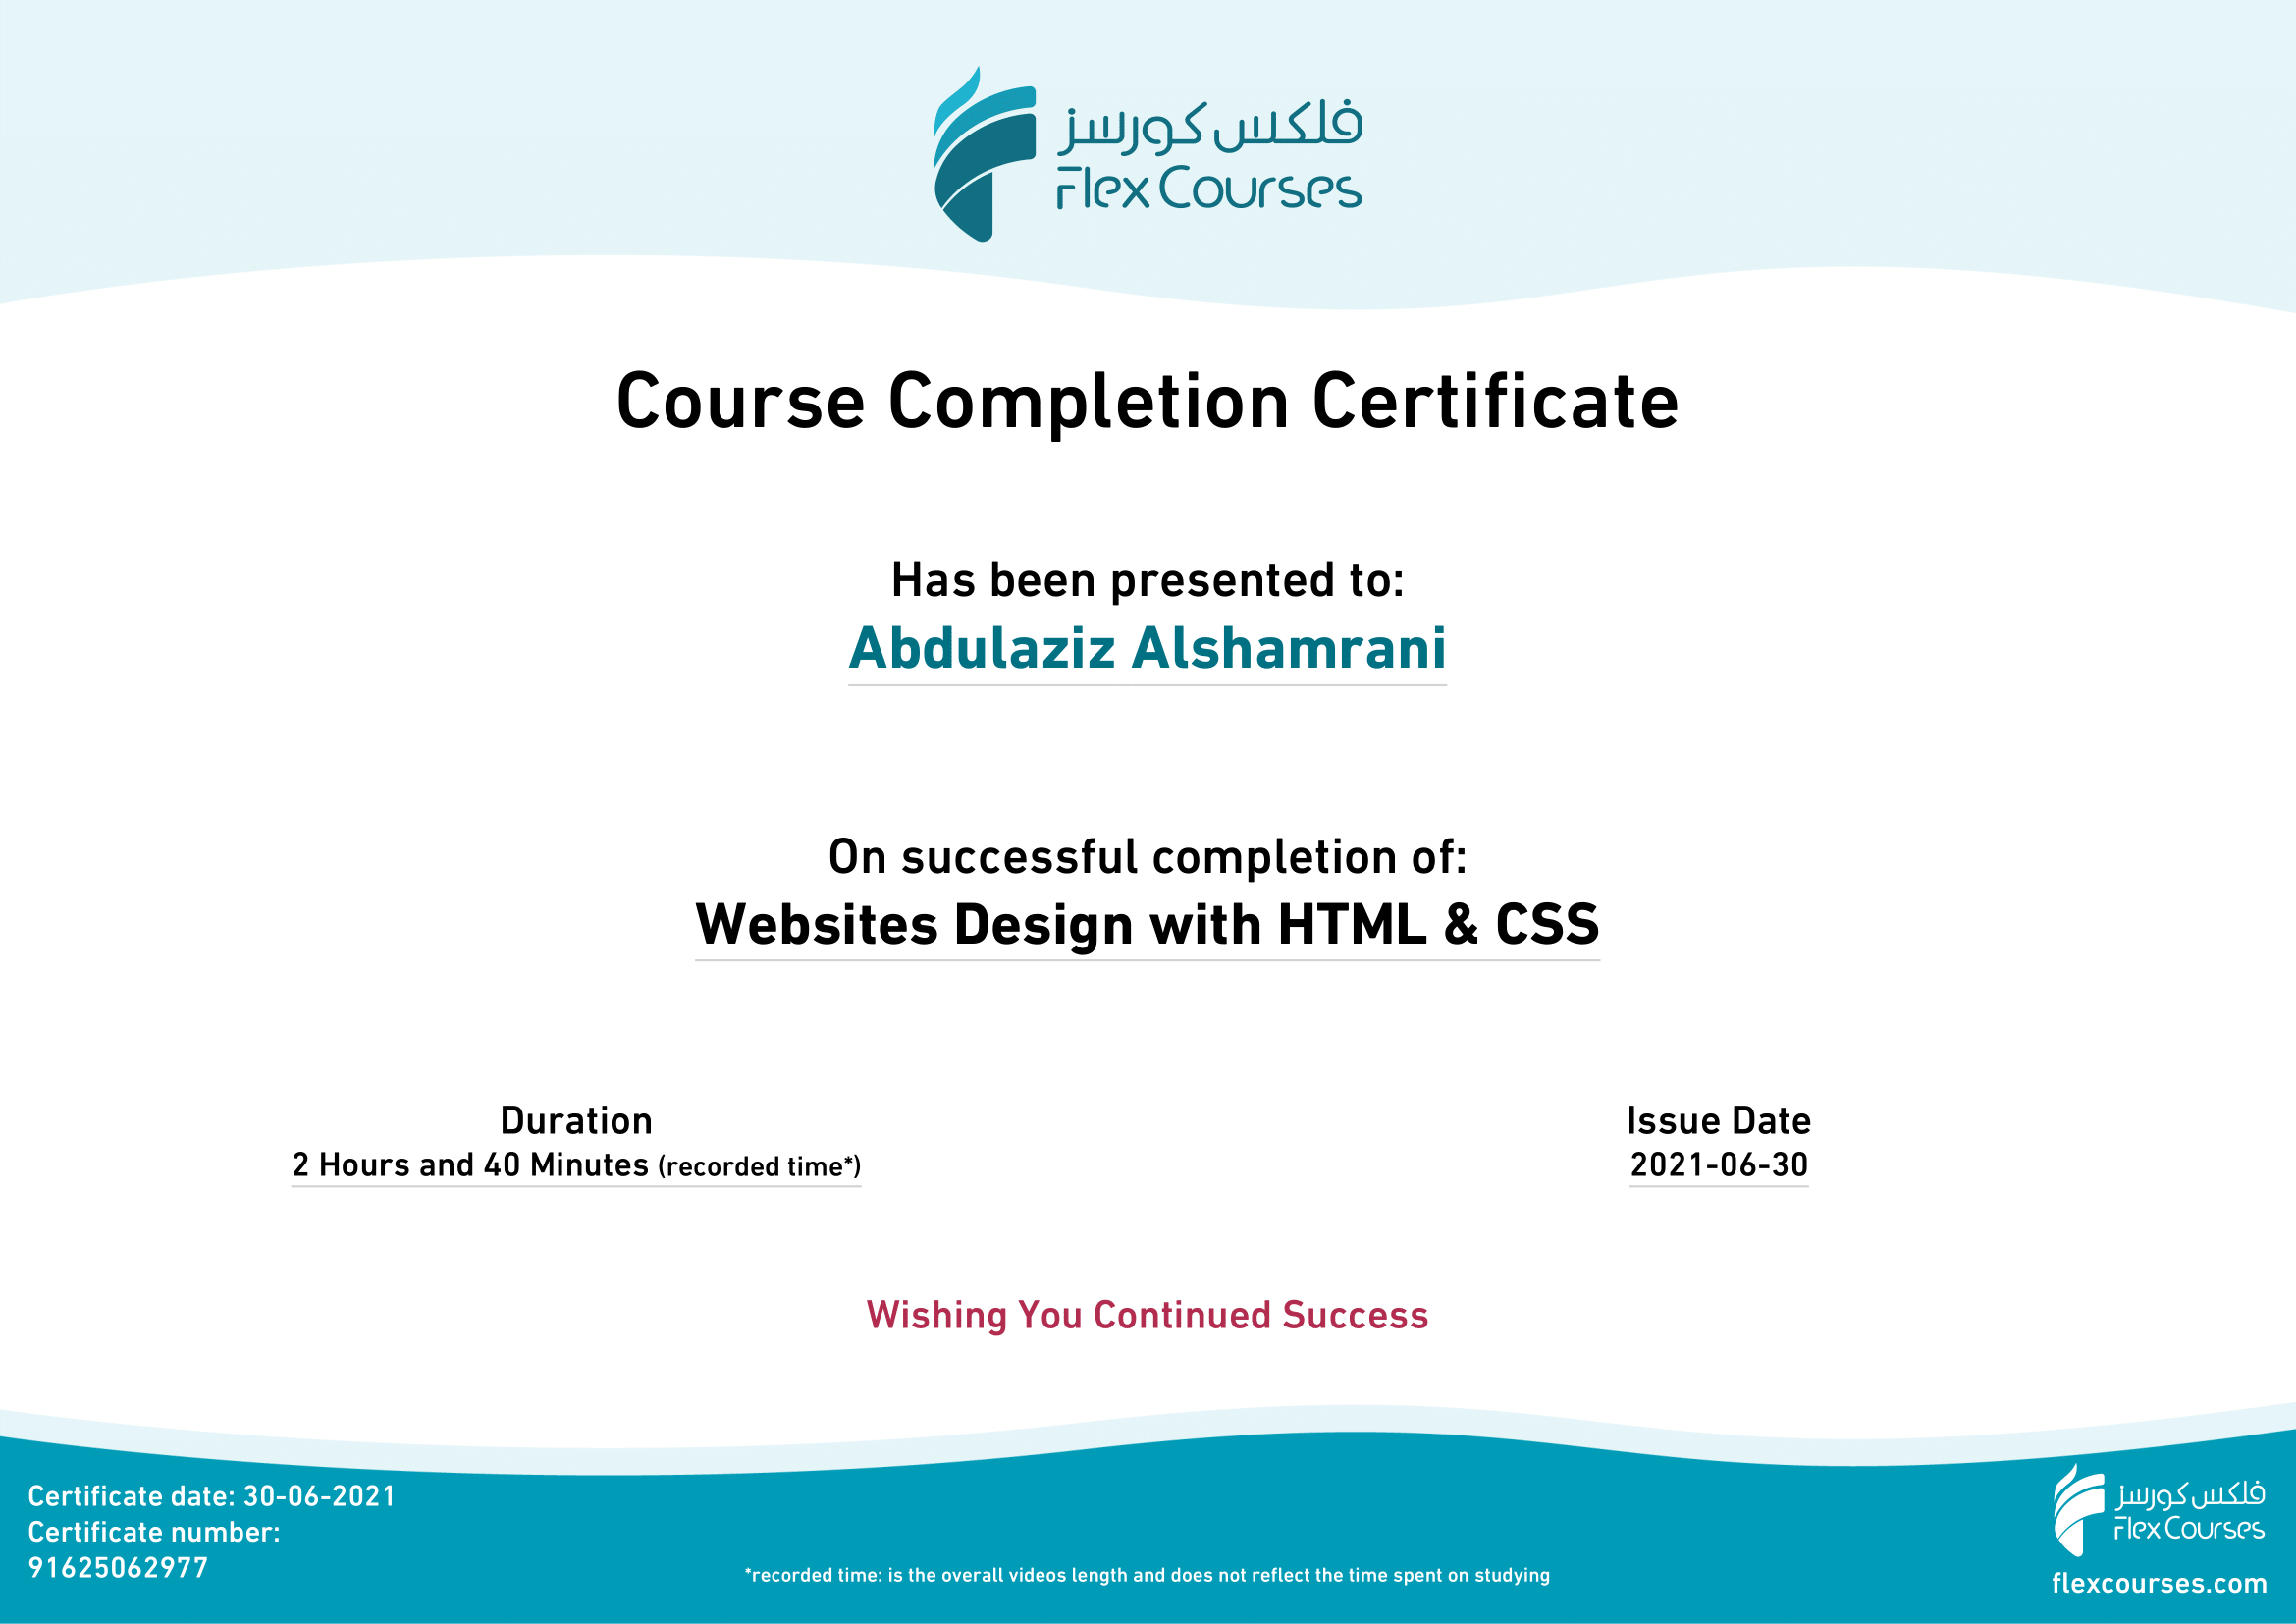 فلكس كورسز
Flex Courses
Course Completion Certificate
Has been presented to:
Abdulaziz Alshamrani
On successful completion of:
Websites Design with HTML & CSS
Duration
2 Hours and 40 Minutes (recorded time*)
Issue Date
2021-06-30
Wishing You Continued Success
Certificate date: 30-06-2021
Certificate number:
91625062977
*recorded time: is the overall videos length and does not reflect the time spent on studying
فلكس كورسز
Flex Courses
flexcourses.com